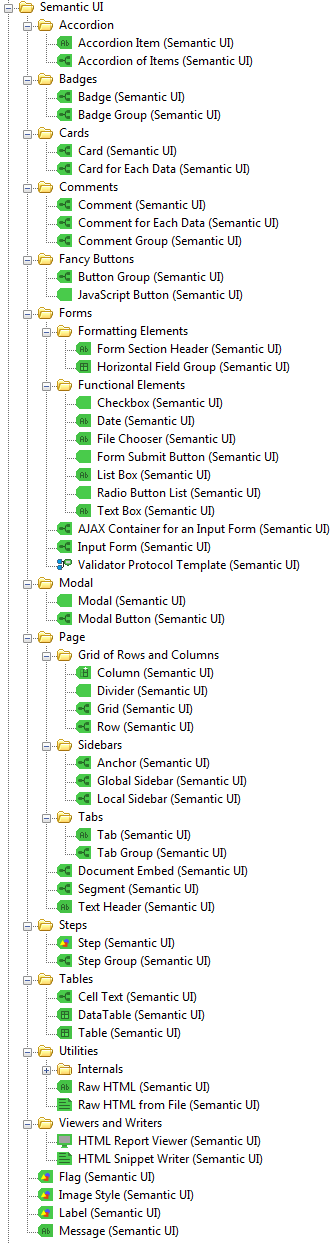 Semantic UI
Accordion
Accordion Item (Semantic UI)
Accordion of Items (Semantic UI)
Badges
Badge (Semantic UI)
Badge Group (Semantic UI)
Cards
Card (Semantic UI)
Card for Each Data (Semantic UI)
Comments
Comment (Semantic UI)
Comment for Each Data (Semantic UI)
Comment Group (Semantic UI)
Fancy Buttons
Button Group (Semantic UI)
JavaScript Button (Semantic UI)
Forms
Formatting Elements
Ab Form Section Header (Semantic UI)
Horizontal Field Group (Semantic UI)
Functional Elements
Checkbox (Semantic UI)
Ab Date (Semantic UI)
Ab File Chooser (Semantic UI)
Form Submit Button (Semantic UI)
Ab List Box (Semantic UI)
Radio Button List (Semantic UI)
Ab Text Box (Semantic UI)
AJAX Container for an Input Form (Semantic UI)
Input Form (Semantic UI)
Validator Protocol Template (Semantic UI)
Modal
Modal (Semantic UI)
Modal Button (Semantic UI)
Page
Grid of Rows and Columns
Column (Semantic UI)
Divider (Semantic UI)
Grid (Semantic UI)
Row (Semantic UI)
Sidebars
Anchor (Semantic UI)
Global Sidebar (Semantic UI)
Local Sidebar (Semantic UI)
Tabs
Ab Tab (Semantic UI)
Tab Group (Semantic UI)
Document Embed (Semantic UI)
Segment (Semantic UI)
Ab Text Header (Semantic UI)
Steps
Step (Semantic UI)
Step Group (Semantic UI)
Tables
Cell Text (Semantic UI)
DataTable (Semantic UI)
Table (Semantic UI)
Utilities
Internals
Ab Raw HTML (Semantic UI)
Raw HTML from File (Semantic UI)
Viewers and Writers
HTML Report Viewer (Semantic UI)
HTML Snippet Writer (Semantic UI)
Flag (Semantic UI)
Image Style (Semantic UI)
Label (Semantic UI)
Ab Message (Semantic UI)